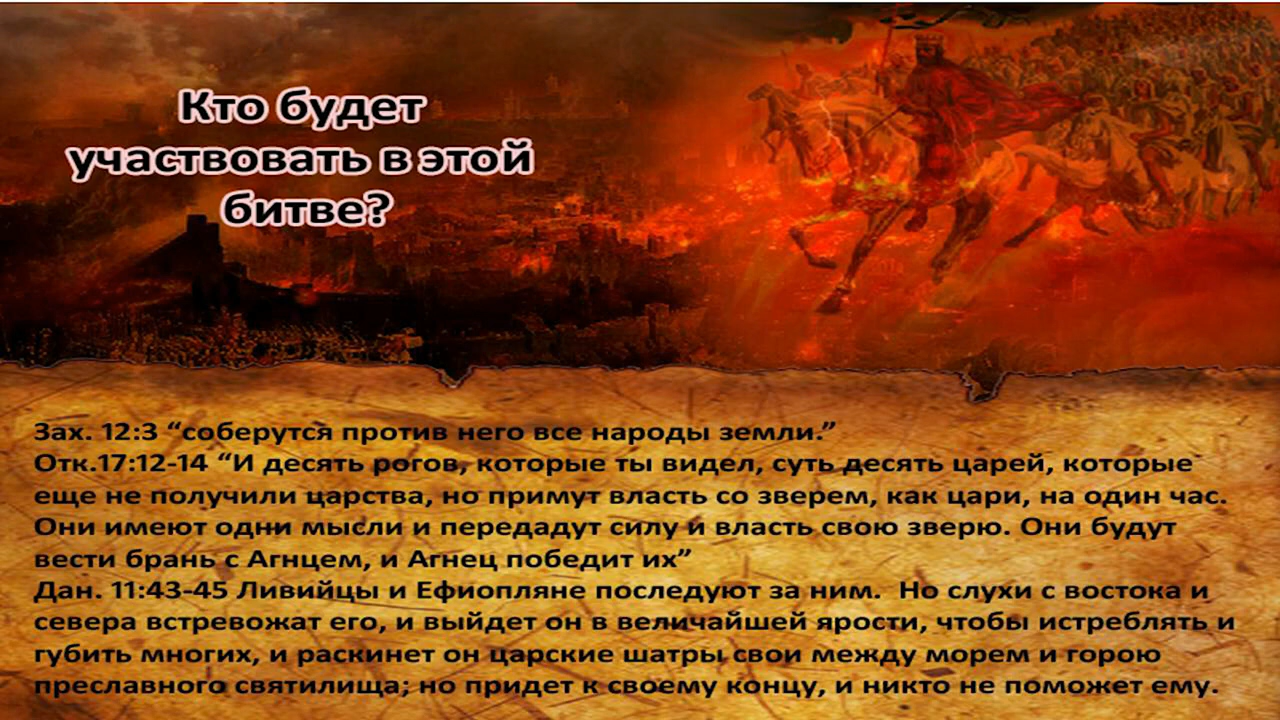 Кто будет
участвовать в этой
битве?
Зах. 12:3 “соберутся против него все народы земли.”
Отк.17:12-14 “И десять рогов, которые ты видел, суть десять царей, которые
еще не получили царства, но примут власть со зверем, как цари, на один час.
Они имеют одни мысли и передадут силу и власть свою зверю. Они будут
вести брань с Агнцем, и Агнец победит их”
Дан. 11:43-45 Ливийцы и Ефиопляне последуют за ним.  Но слухи с востока и
севера встревожат его, и выйдет он в величайшей ярости, чтобы истреблять и
губить многих, и раскинет он царские шатры свои между морем и горою
преславного святилища; но придет к своему концу, и никто не поможет ему.